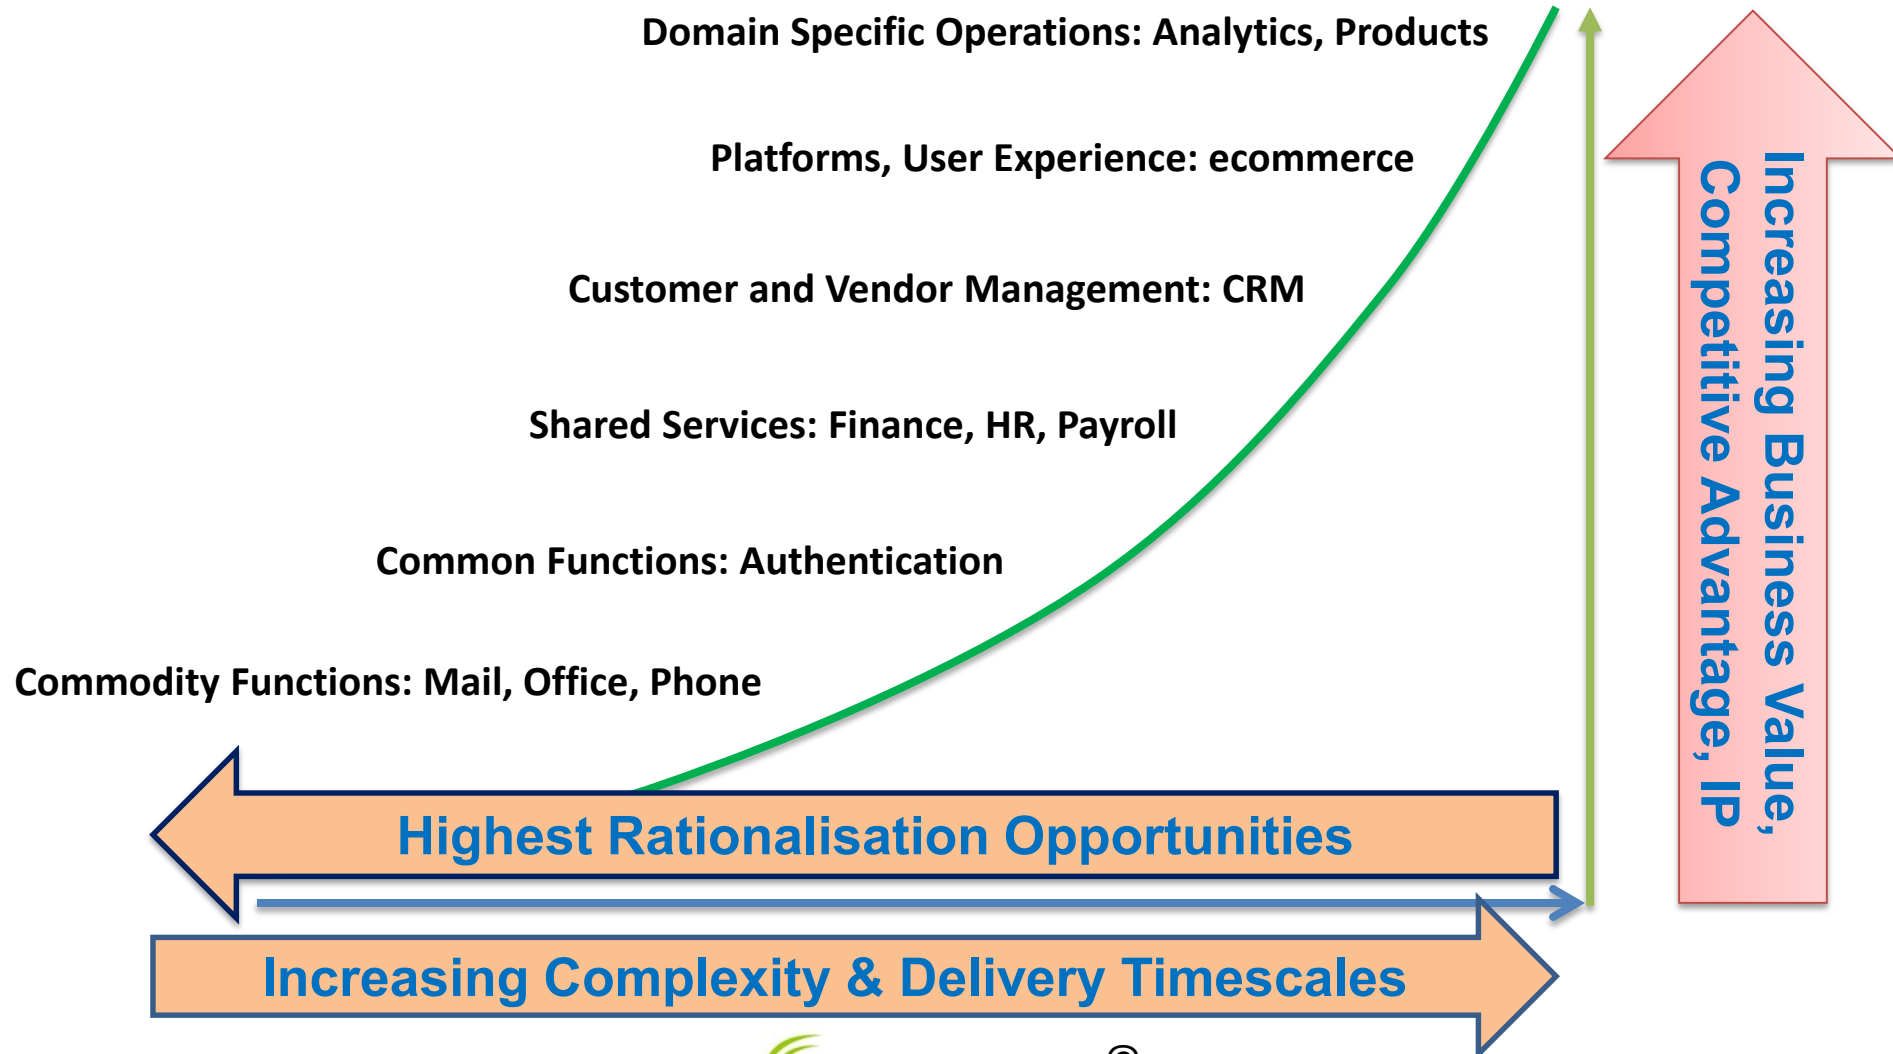 Domain Specific Operations: Analytics, Products
Platforms, User Experience: ecommerce
Customer and Vendor Management: CRM
Shared Services: Finance, HR, Payroll
Common Functions: Authentication
Commodity Functions: Mail, Office, Phone
Increasing Business Value,
Competitive Advantage, IP
Highest Rationalisation Opportunities
Increasing Complexity & Delivery Timescales